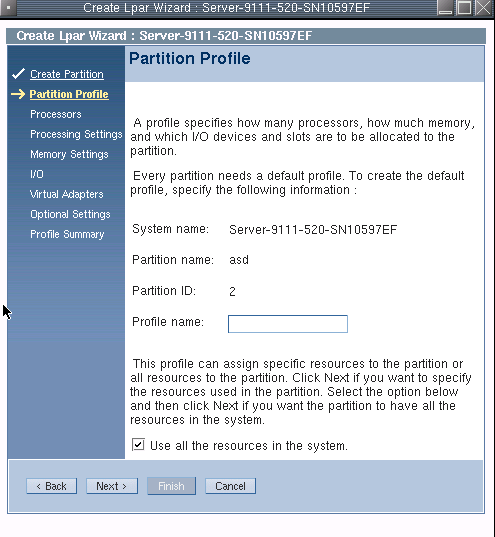 Create Lpar Wizard : Server-9111-520-SN10597EF
Create Lpar Wizard : Server-9111-520-SN10597EF
Create Partition
Partition Profile
Processors
Processing Settings
Memory Settings
I/O
Virtual Adapters
Optional Settings
Profile Summary
Partition Profile
A profile specifies how many processors, how much memory,
and which I/O devices and slots are to be allocated to the
partition.
Every partition needs a default profile. To create the default
profile, specify the following information :
System name: Server-9111-520-SN10597EF
Partition name: asd
Partition ID: 2
Profile name:
This profile can assign specific resources to the partition or
all resources to the partition. Click Next if you want to specify
the resources used in the partition. Select the option below
and then click Next if you want the partition to have all the
resources in the system.
Use all the resources in the system.
< Back Next > Finish Cancel